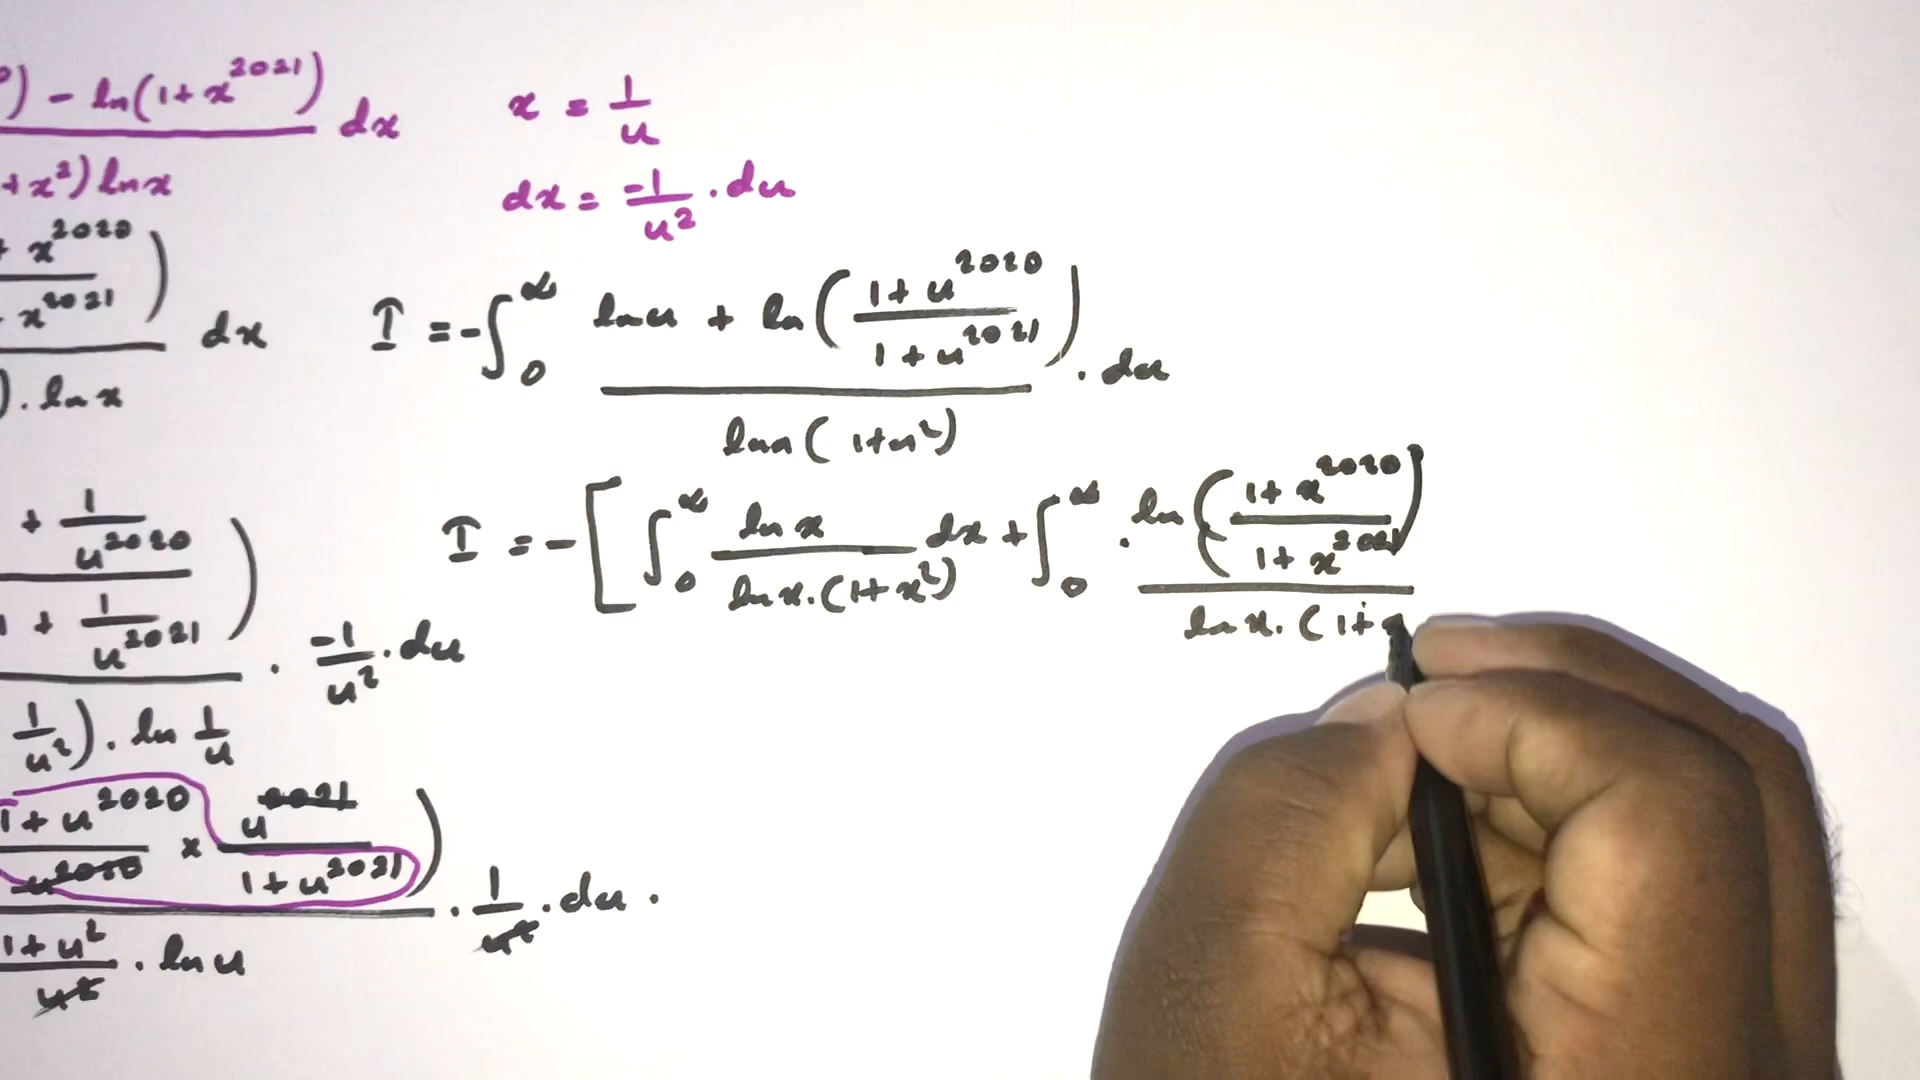 ) - ln(1+x^2021) dx
+x²) ln x
x = 1/u
dx = -1/u² . du
+ x^2020 / x^2021 ) dx
). ln x
I = -∫₀^∞ ln u + ln( 1+u^2020 / 1+u^2021 ) / ln u (1+u²) . du
I = -[ ∫₀^∞ ln x / ln x.(1+x²) dx + ∫₀^∞ . ln( 1+x^2020 / 1+x^2021 ) / ln x. (1+
+ 1/u^2020 / 1 + 1/u^2021 ) . -1/u² . du
1/u² ). ln 1/u
1+u^2020 / u^2020 × u^2021 / 1+u^2021 ) . 1/u² . du .
1+u² / u² . ln u